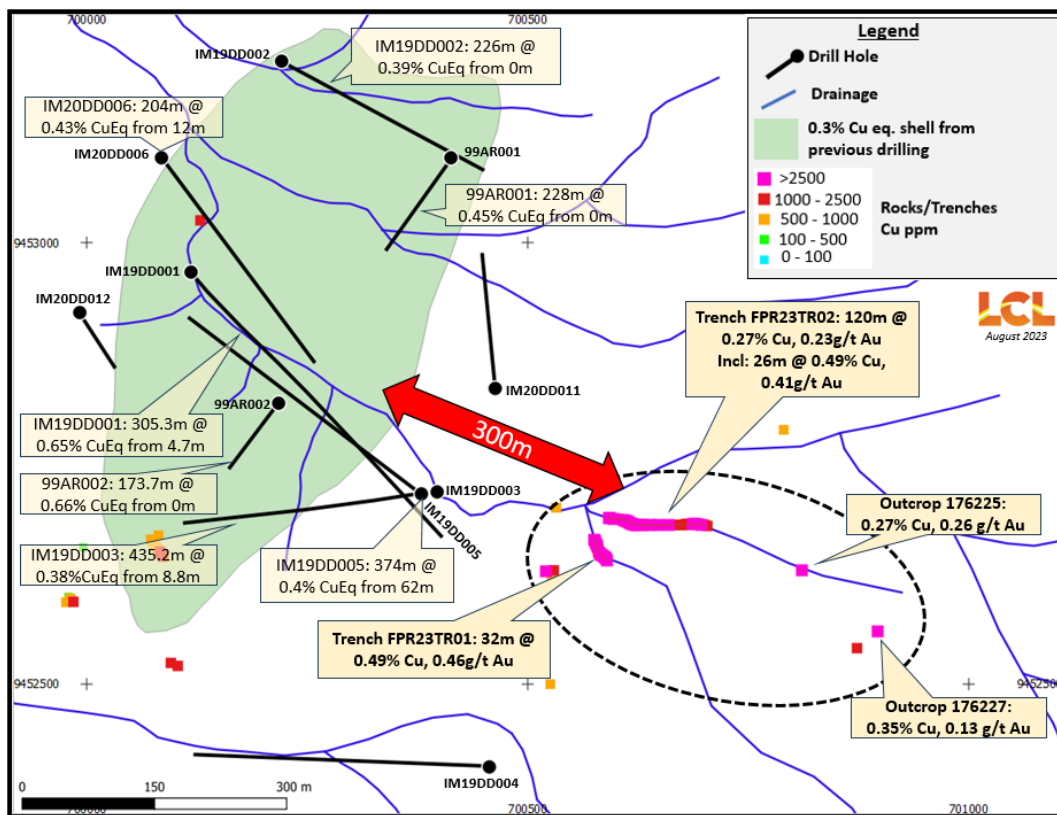 700000
700500
IM19DD002
IM19DD002: 226m @
0.39% CuEq from 0m
IM20DD006: 204m @
0.43% CuEq from 12m
IM20DD006
99AR001
99AR001: 228m @
0.45% CuEq from 0m
Legend
Drill Hole
Drainage
0.3% Cu eq. shell from
previous drilling
>2500
1000 - 2500
500 - 1000
100 - 500
0 - 100
Rocks/Trenches
Cu ppm
9453000
IM19DD001
IM20DD012
LCL
August 2023
Trench FPR23TR02: 120m @
0.27% Cu, 0.23g/t Au
Incl: 26m @ 0.49% Cu,
0.41g/t Au
IM20DD011
99AR002
IM19DD001: 305.3m @
0.65% CuEq from 4.7m
300m
99AR002: 173.7m @
0.66% CuEq from 0m
IM19DD003
IM19DD005
Outcrop 176225:
0.27% Cu, 0.26 g/t Au
IM19DD003: 435.2m @
0.38%CuEq from 8.8m
IM19DD005: 374m @
0.4% CuEq from 62m
Trench FPR23TR01: 32m @
0.49% Cu, 0.46g/t Au
9452500
9452500
Outcrop 176227:
0.35% Cu, 0.13 g/t Au
IM19DD004
0
150
300 m
700000
700500
701000